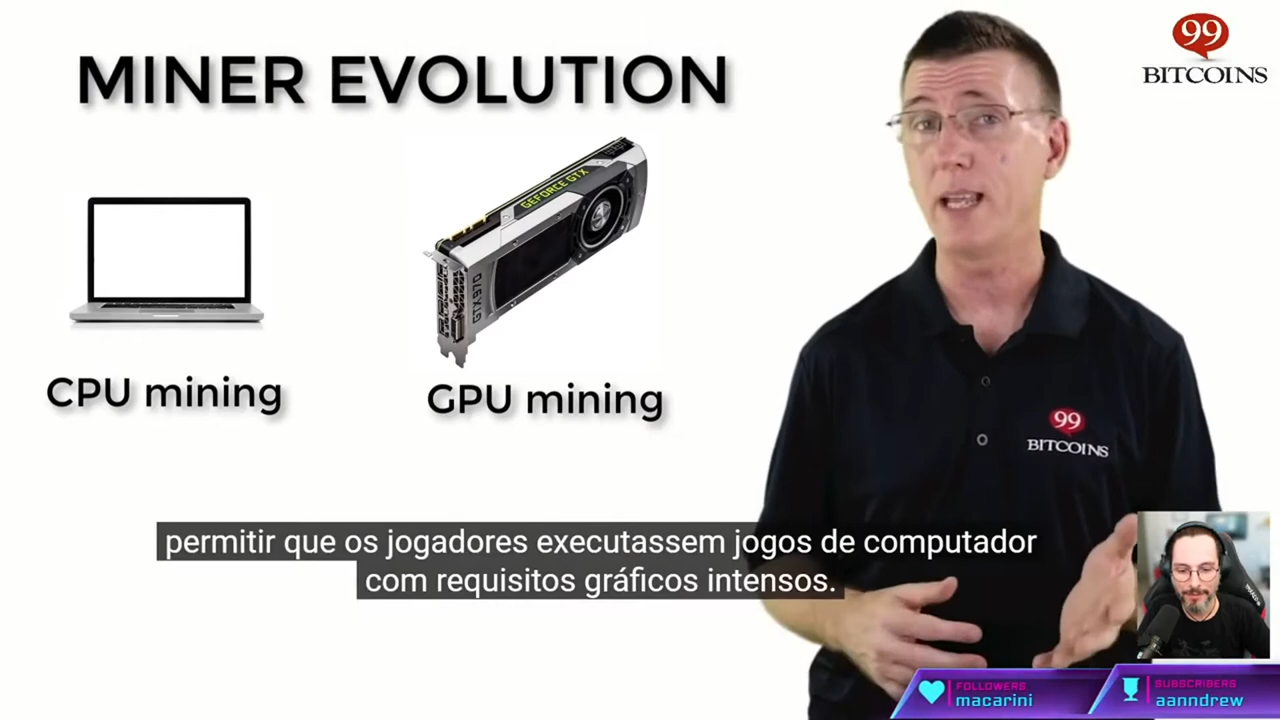 MINER EVOLUTION
99
BITCOINS
GEFORCE GTX
GTX 970
CPU mining
GPU mining
99
BITCOINS
permitir que os jogadores executassem jogos de computador
com requisitos gráficos intensos.
FOLLOWERS
macarini
SUBSCRIBERS
aanndrew